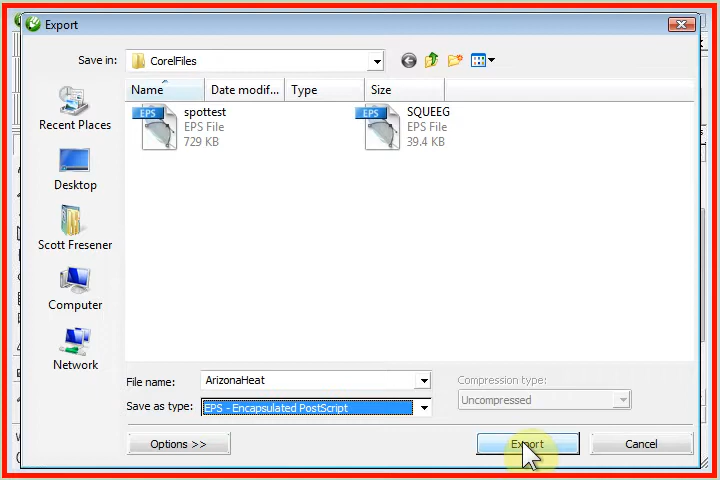 Export
Save in: CorelFiles
Name Date modif... Type Size
EPS
spottest
EPS File
729 KB
EPS
SQUEEG
EPS File
39.4 KB
Recent Places
Desktop
Scott Fresener
Computer
Network
File name: ArizonaHeat
Save as type: EPS - Encapsulated PostScript
Compression type:
Uncompressed
Options >> Export Cancel